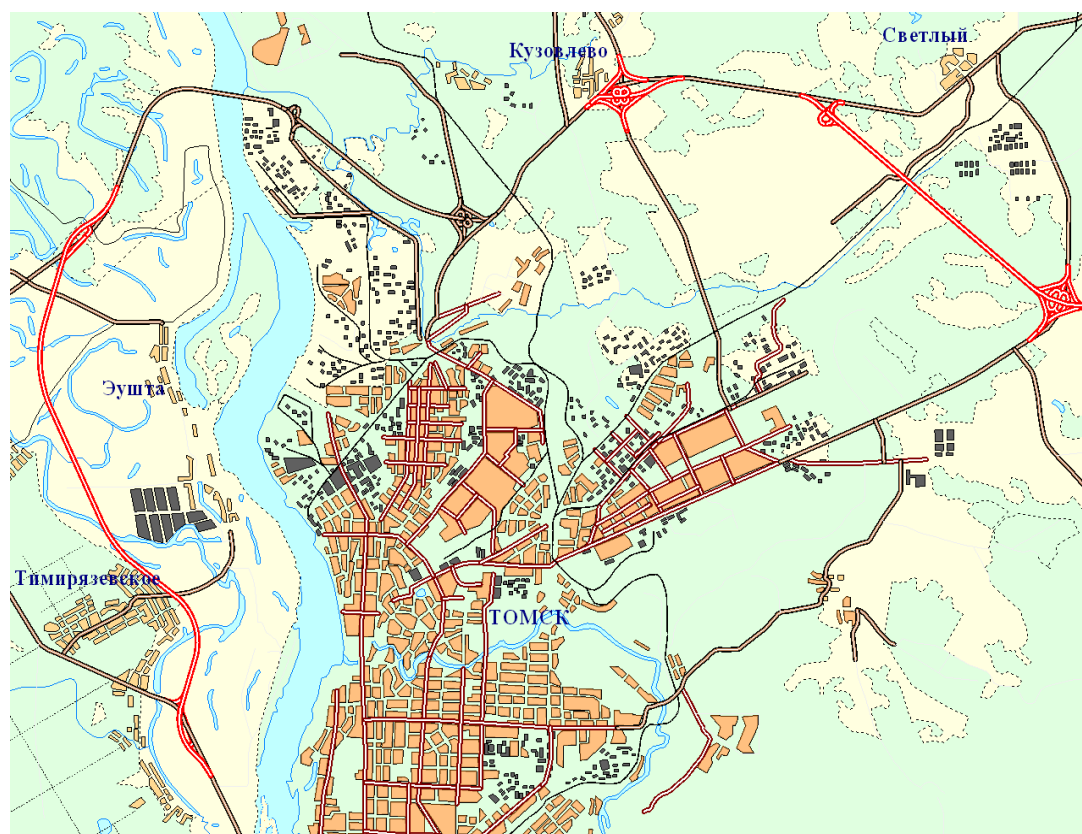 Светлый
Кузовлево
Эушта
Тимирязевское
ТОМСК